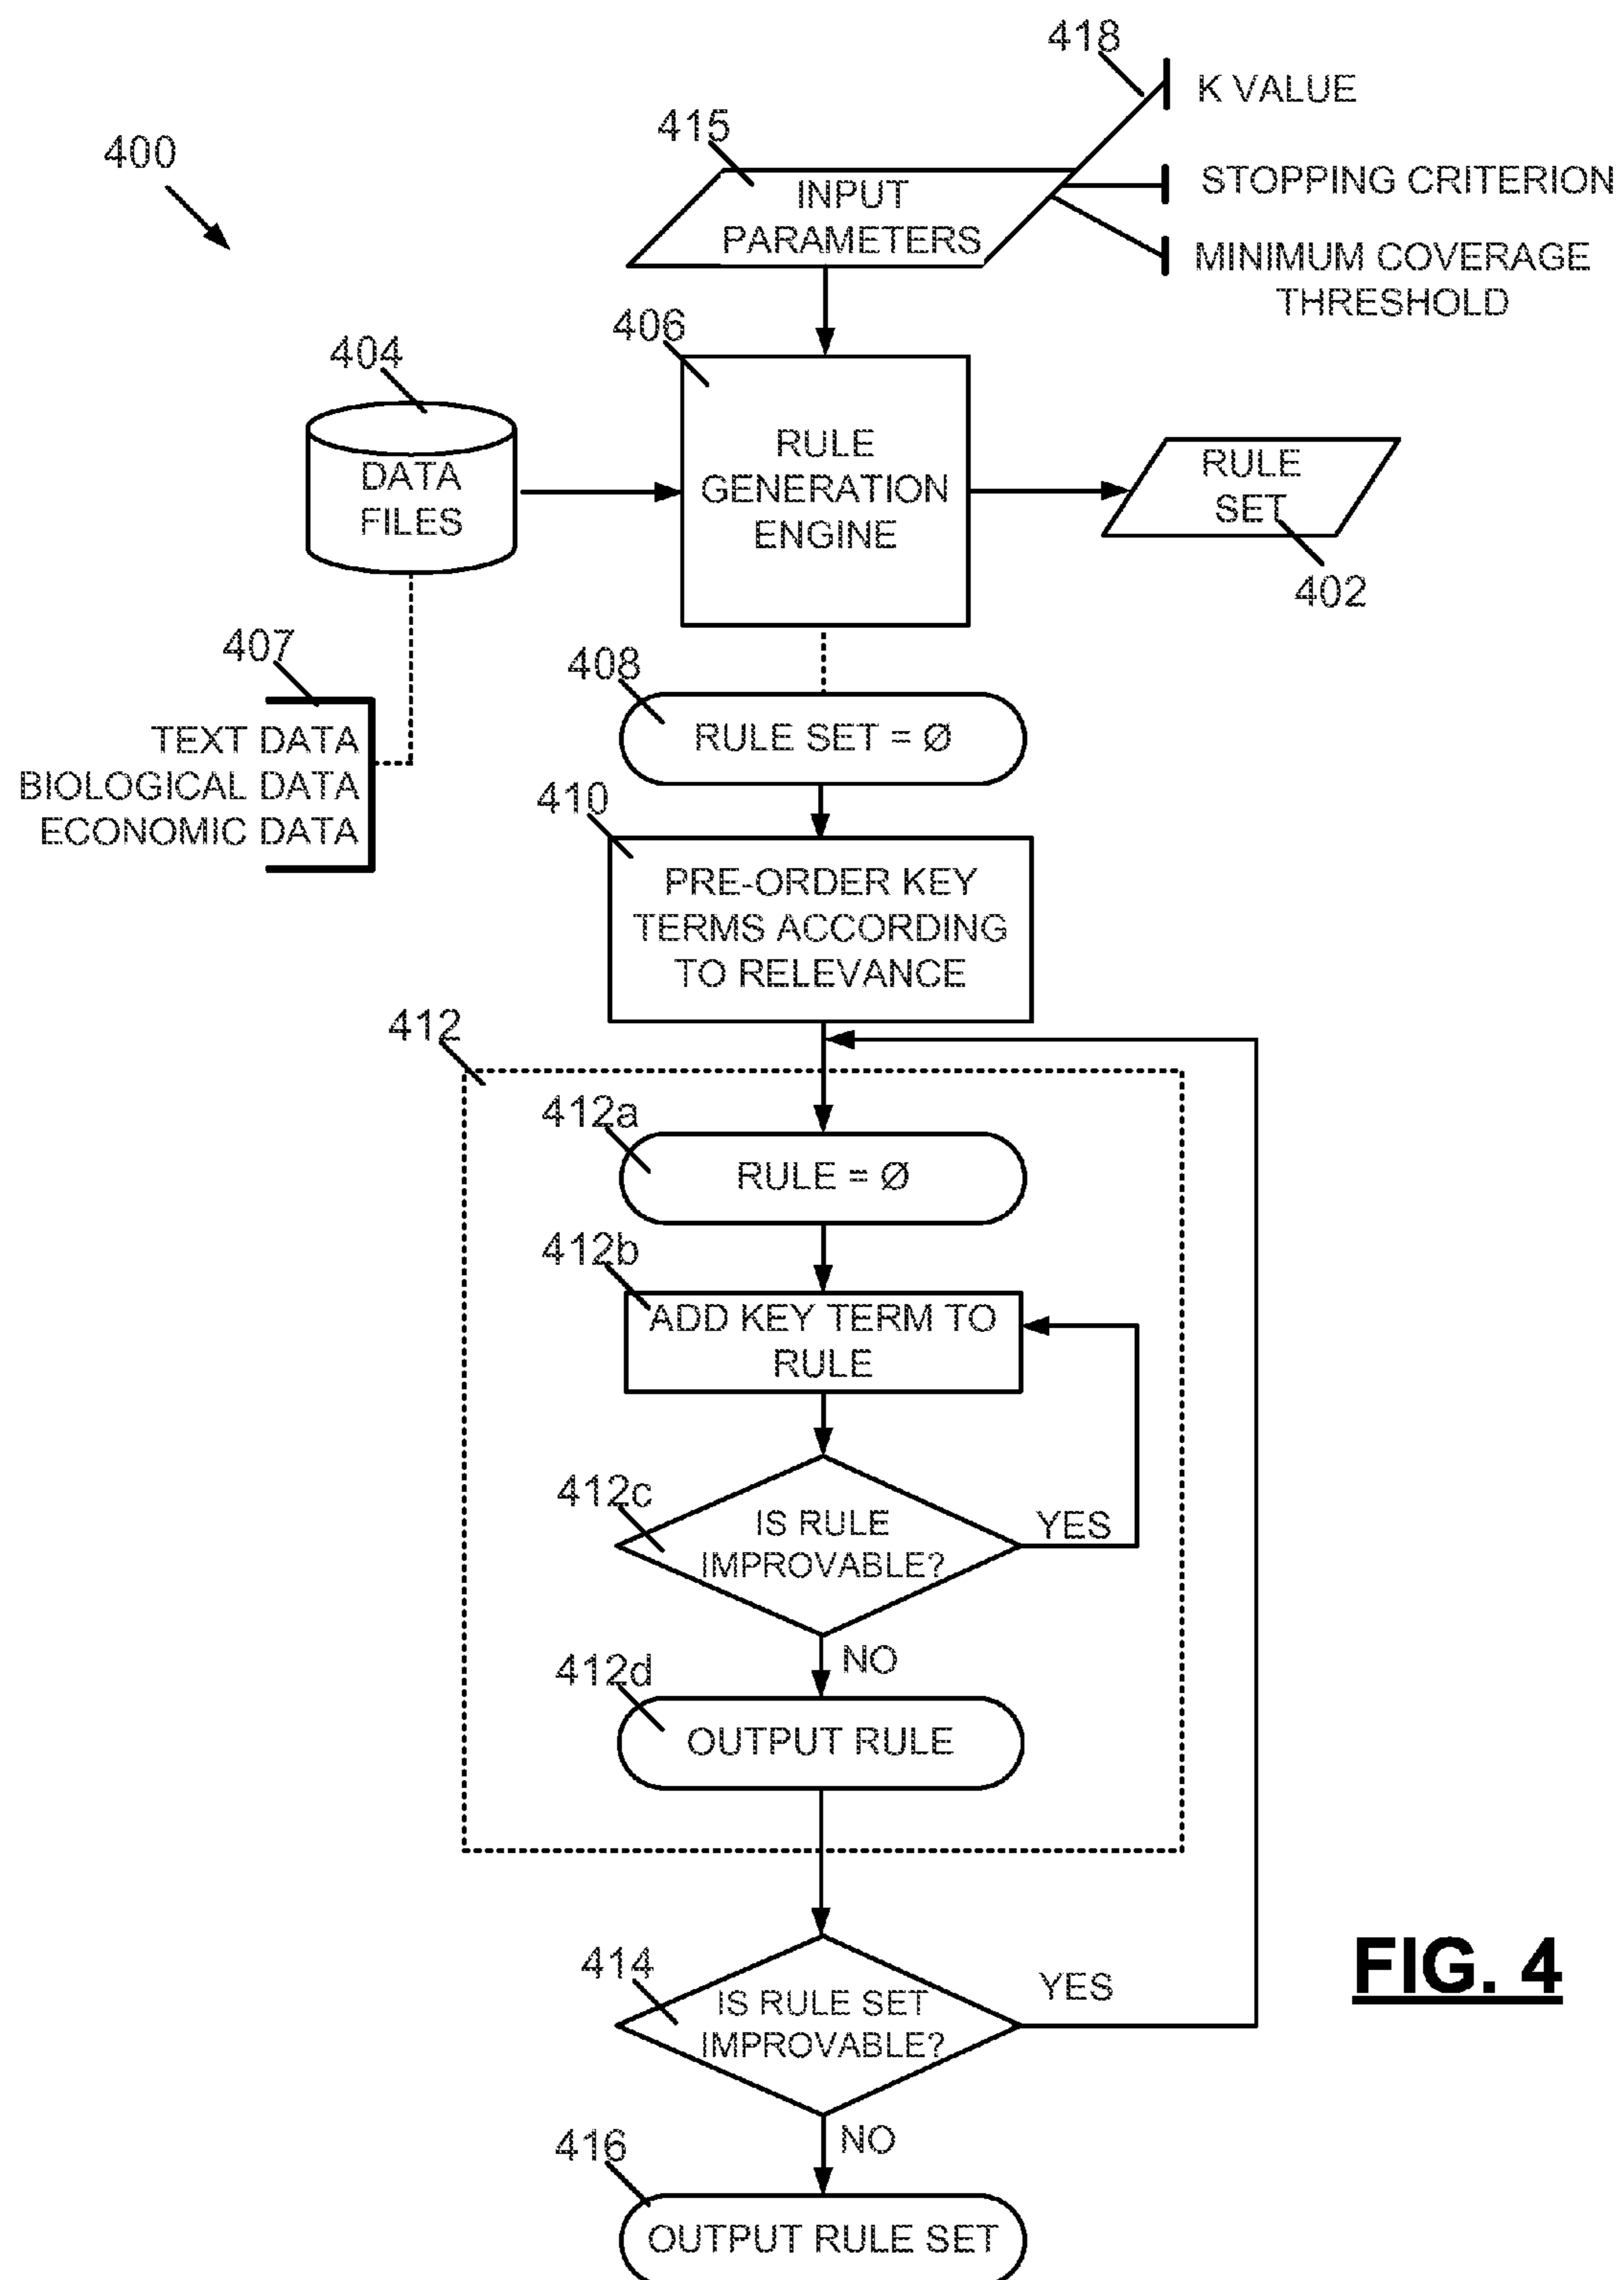 418
K VALUE
415
400
INPUT
PARAMETERS
STOPPING CRITERION
MINIMUM COVERAGE
THRESHOLD
406
404
DATA
FILES
RULE
GENERATION
ENGINE
RULE
SET
402
407
TEXT DATA
BIOLOGICAL DATA
ECONOMIC DATA
408
RULE SET = Ø
410
PRE-ORDER KEY
TERMS ACCORDING
TO RELEVANCE
412
412a
RULE = Ø
412b
ADD KEY TERM TO
RULE
412c
IS RULE
IMPROVABLE?
YES
NO
412d
OUTPUT RULE
414
IS RULE SET
IMPROVABLE?
YES
FIG. 4
NO
416
OUTPUT RULE SET